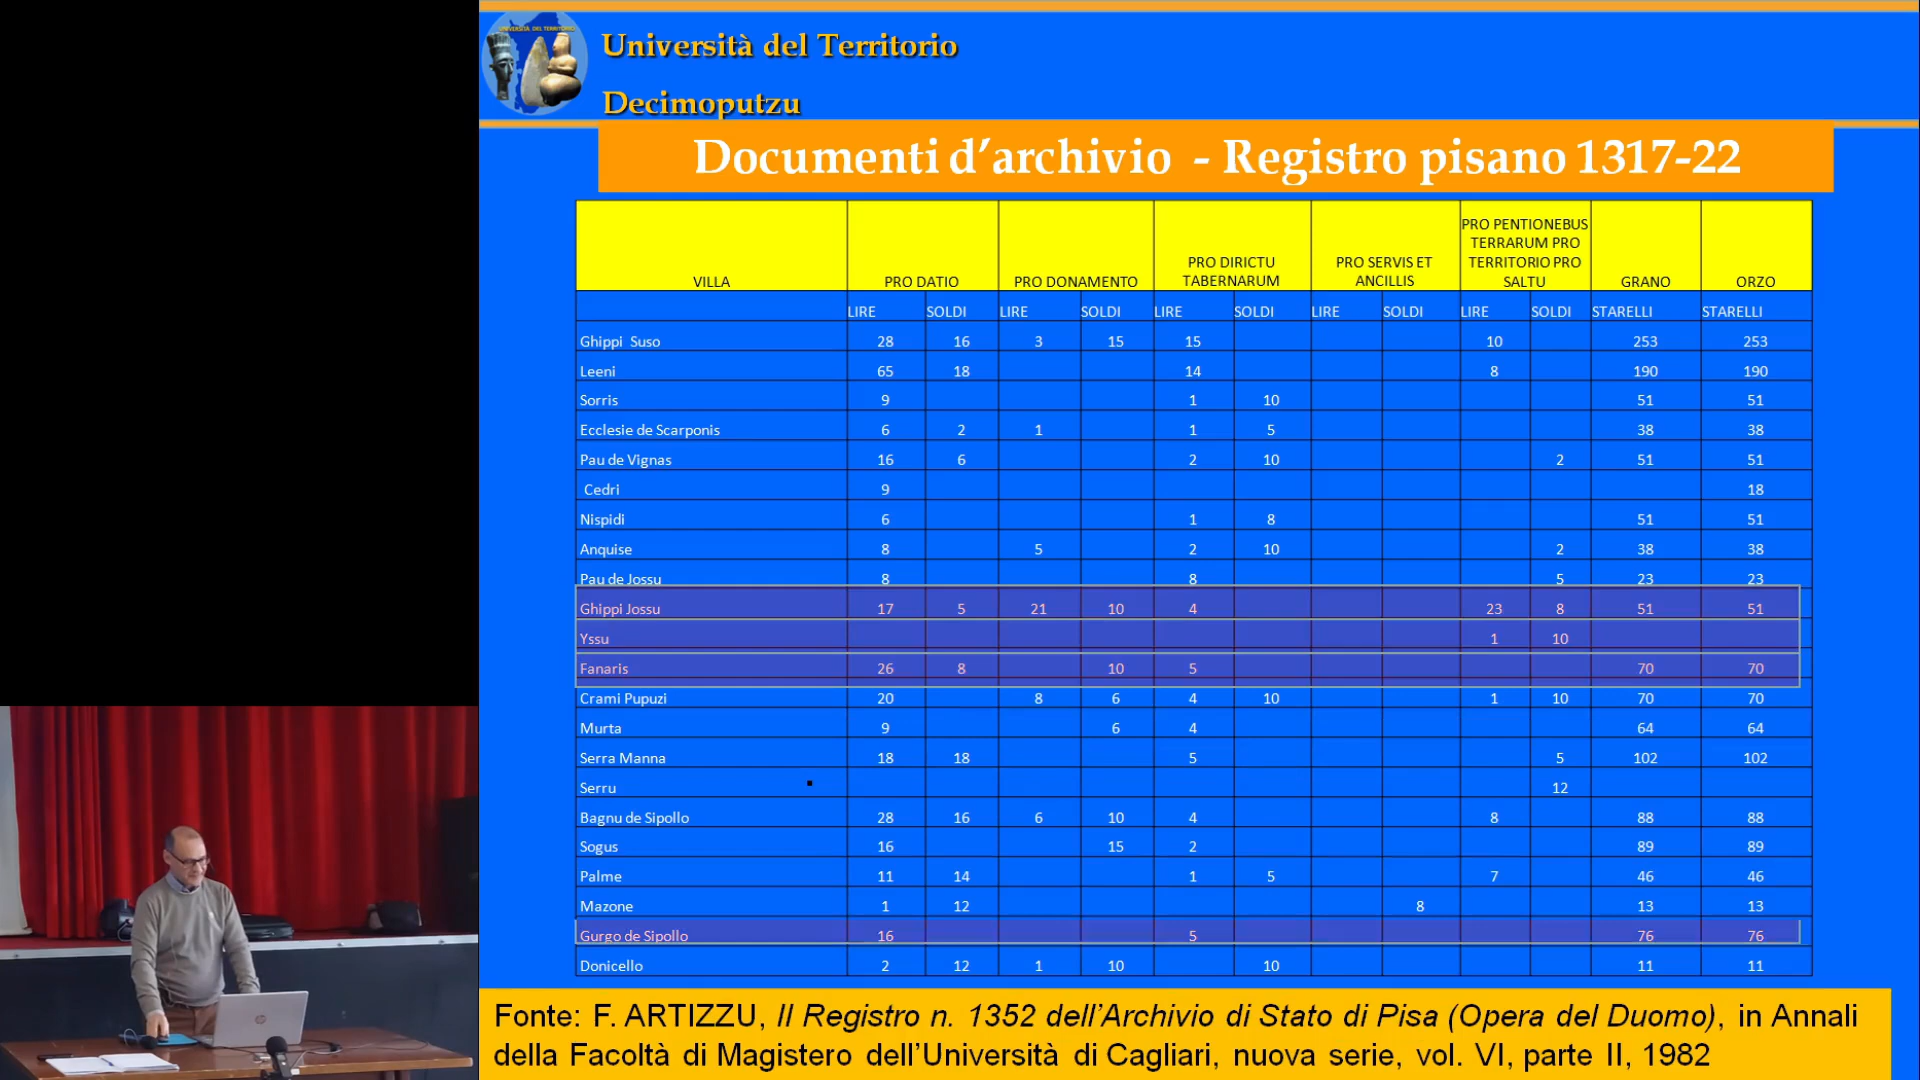 UNIVERSITÀ DEL TERRITORIO
Università del Territorio
Decimoputzu
Documenti d’archivio - Registro pisano 1317-22
VILLA PRO DATIO PRO DONAMENTO PRO DIRICTU TABERNARUM PRO SERVIS ET ANCILLIS PRO PENTIONEBUS TERRARUM PRO TERRITORIO PRO SALTU GRANO ORZO
LIRE SOLDI LIRE SOLDI LIRE SOLDI LIRE SOLDI LIRE SOLDI STARELLI STARELLI
Ghippi Suso 28 16 3 15 15 10 253 253
Leeni 65 18 14 8 190 190
Sorris 9 1 10 51 51
Ecclesie de Scarponis 6 2 1 1 5 38 38
Pau de Vignas 16 6 2 10 2 51 51
Cedri 9 18
Nispidi 6 1 8 51 51
Anquise 8 5 2 10 2 38 38
Pau de Jossu 8 8 5 23 23
Ghippi Jossu 17 5 21 10 4 23 8 51 51
Yssu 1 10
Fanaris 26 8 10 5 70 70
Crami Pupuzi 20 8 6 4 10 1 10 70 70
Murta 9 6 4 64 64
Serra Manna 18 18 5 5 102 102
Serru 12
Bagnu de Sipollo 28 16 6 10 4 8 88 88
Sogus 16 15 2 89 89
Palme 11 14 1 5 7 46 46
Mazone 1 12 8 13 13
Gurgo de Sipollo 16 5 76 76
Donicello 2 12 1 10 10 11 11
Fonte: F. ARTIZZU, Il Registro n. 1352 dell’Archivio di Stato di Pisa (Opera del Duomo), in Annali
della Facoltà di Magistero dell’Università di Cagliari, nuova serie, vol. VI, parte II, 1982